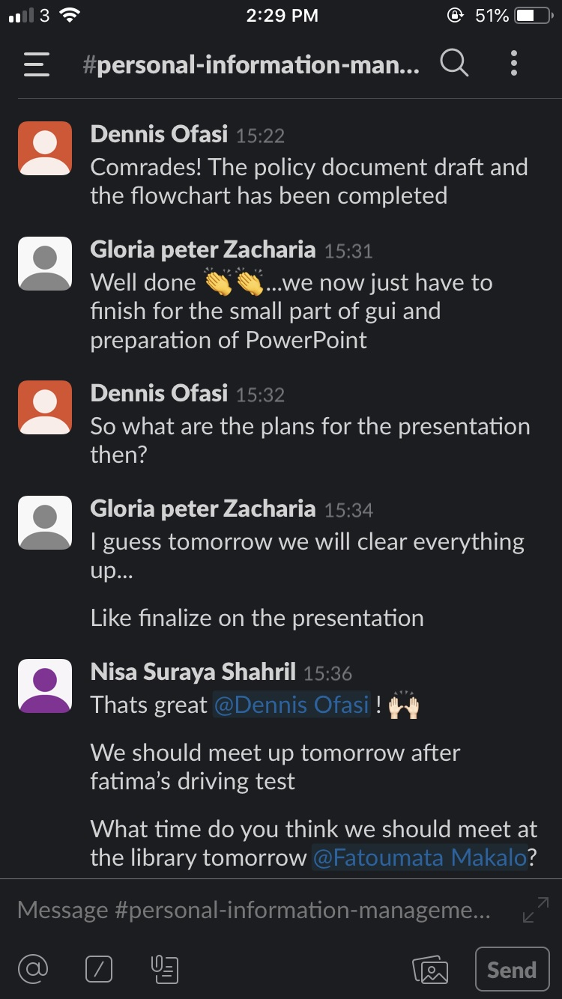 3 2:29 PM 51%
#personal-information-man...
Dennis Ofasi 15:22
Comrades! The policy document draft and
the flowchart has been completed
Gloria peter Zacharia 15:31
Well done 👏👏...we now just have to
finish for the small part of gui and
preparation of PowerPoint
Dennis Ofasi 15:32
So what are the plans for the presentation
then?
Gloria peter Zacharia 15:34
I guess tomorrow we will clear everything
up...
Like finalize on the presentation
Nisa Suraya Shahril 15:36
Thats great @Dennis Ofasi ! 🙌🏻
We should meet up tomorrow after
fatima’s driving test
What time do you think we should meet at
the library tomorrow @Fatoumata Makalo?
Message #personal-information-manageme...
Send